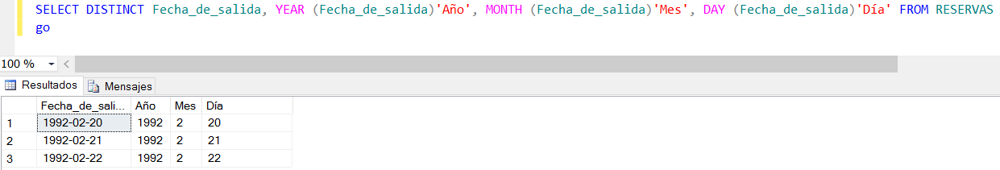 SELECT DISTINCT Fecha_de_salida, YEAR (Fecha_de_salida)'Año', MONTH (Fecha_de_salida)'Mes', DAY (Fecha_de_salida)'Día' FROM RESERVAS
go
100 %
Resultados Mensajes
Fecha_de_sali... Año Mes Día
1 1992-02-20 1992 2 20
2 1992-02-21 1992 2 21
3 1992-02-22 1992 2 22